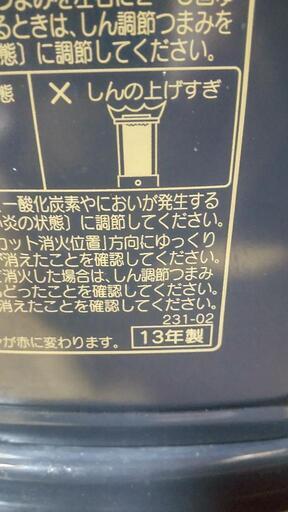 るときは、しん調節つまみを
状態〕に調節してください。
態
× しんの上げすぎ
一酸化炭素やにおいが発生する
炎の状態〕に調節してください。
カット消火位置」方向にゆっくり
消えたことを確認してください。
消火した場合は、しん調節つまみ
もどったことを確認してください。
消えたことを確認してください。
231-02
が赤に変わります。
13年製